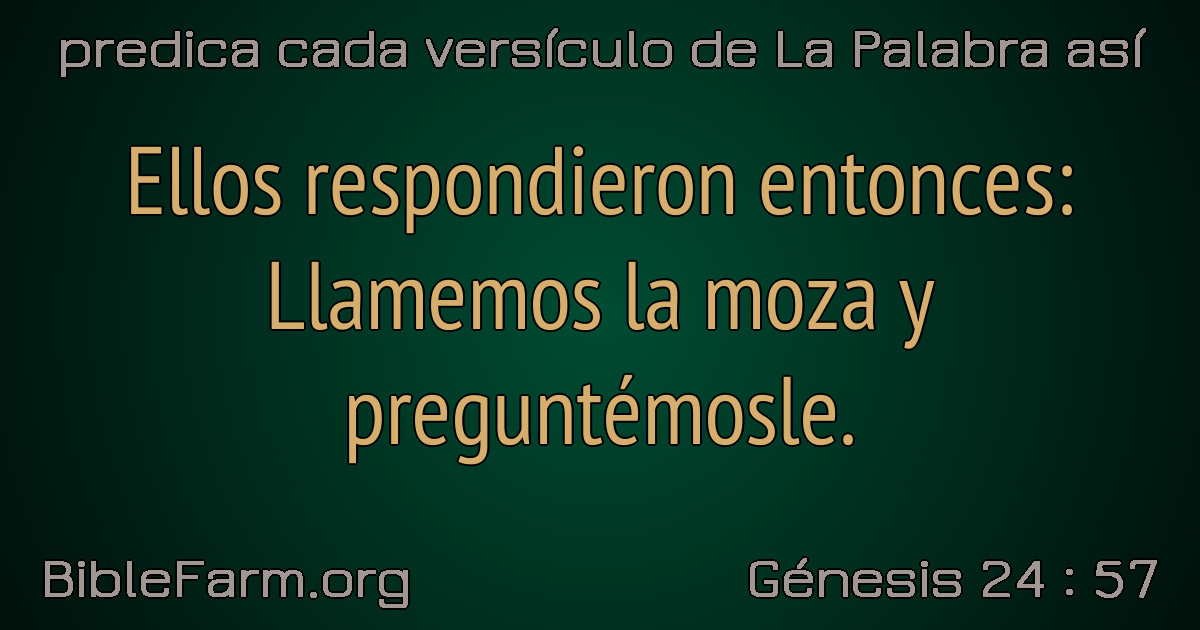 predica cada versículo de La Palabra así
Ellos respondieron entonces:
Llamemos la moza y
preguntémosle.
BibleFarm.org
Génesis 24 : 57